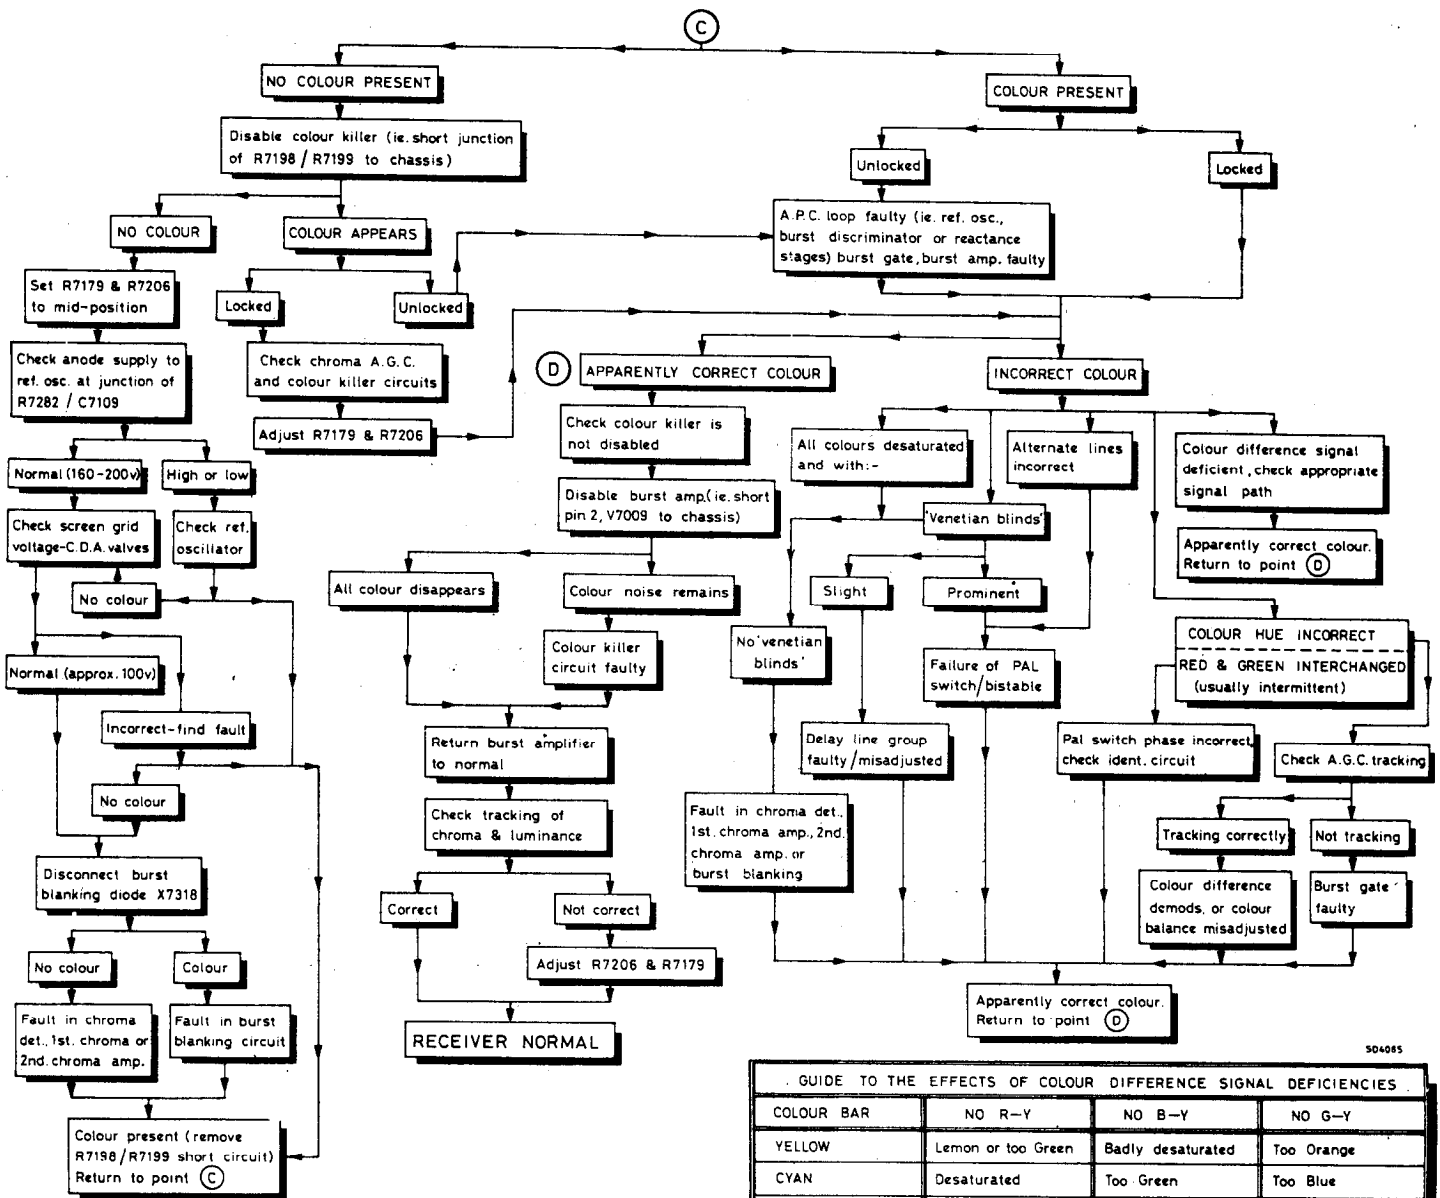 C
NO COLOUR PRESENT
COLOUR PRESENT
Disable colour killer (ie. short junction
of R7198 / R7199 to chassis)
Unlocked
Locked
NO COLOUR
COLOUR APPEARS
A.P.C. loop faulty (ie. ref. osc.,
burst discriminator or reactance
stages) burst gate, burst amp. faulty
Set R7179 & R7206
to mid-position
Locked
Unlocked
Check anode supply to
ref. osc. at junction of
R7282 / C7109
Check chroma A.G.C.
and colour killer circuits
D
APPARENTLY CORRECT COLOUR
INCORRECT COLOUR
Adjust R7179 & R7206
Check colour killer is
not disabled
All colours desaturated
and with:-
Alternate lines
incorrect
Colour difference signal
deficient, check appropriate
signal path
Normal (160-200v)
High or low
Disable burst amp.(ie. short
pin 2, V7009 to chassis)
'Venetian blinds'
Check screen grid
voltage-C.D.A. valves
Check ref.
osciliator
Apparently correct colour.
Return to point D
No colour
All colour disappears
Colour noise remains
Slight
Prominent
No 'venetian
blinds'
COLOUR HUE INCORRECT
RED & GREEN INTERCHANGED
(usually intermittent)
Colour killer
circuit faulty
Failure of PAL
switch/bistable
Normal (approx. 100v)
Incorrect-find fault
Return burst amplifier
to normal
Delay line group
faulty/misadjusted
Pal switch phase incorrect,
check ident. circuit
Check A.G.C. tracking
No colour
Check tracking of
chroma & luminance
Fault in chroma det.,
1st. chroma amp., 2nd.
chroma amp. or
burst blanking
Tracking correctly
Not tracking
Disconnect burst
blanking diode X7318
Correct
Not correct
Colour difference
demods, or colour
balance misadjusted
Burst gate
faulty
No colour
Colour
Adjust R7206 & R7179
Fault in chroma
det., 1st. chroma or
2nd. chroma amp.
Fault in burst
blanking circuit
RECEIVER NORMAL
Apparently correct colour.
Return to point D
SO4085
Colour present (remove
R7198/R7199 short circuit)
Return to point C
GUIDE TO THE EFFECTS OF COLOUR DIFFERENCE SIGNAL DEFICIENCIES
COLOUR BAR NO R-Y NO B-Y NO G-Y
YELLOW Lemon or too Green Badly desaturated Too Orange
CYAN Desaturated Too Green Too Blue